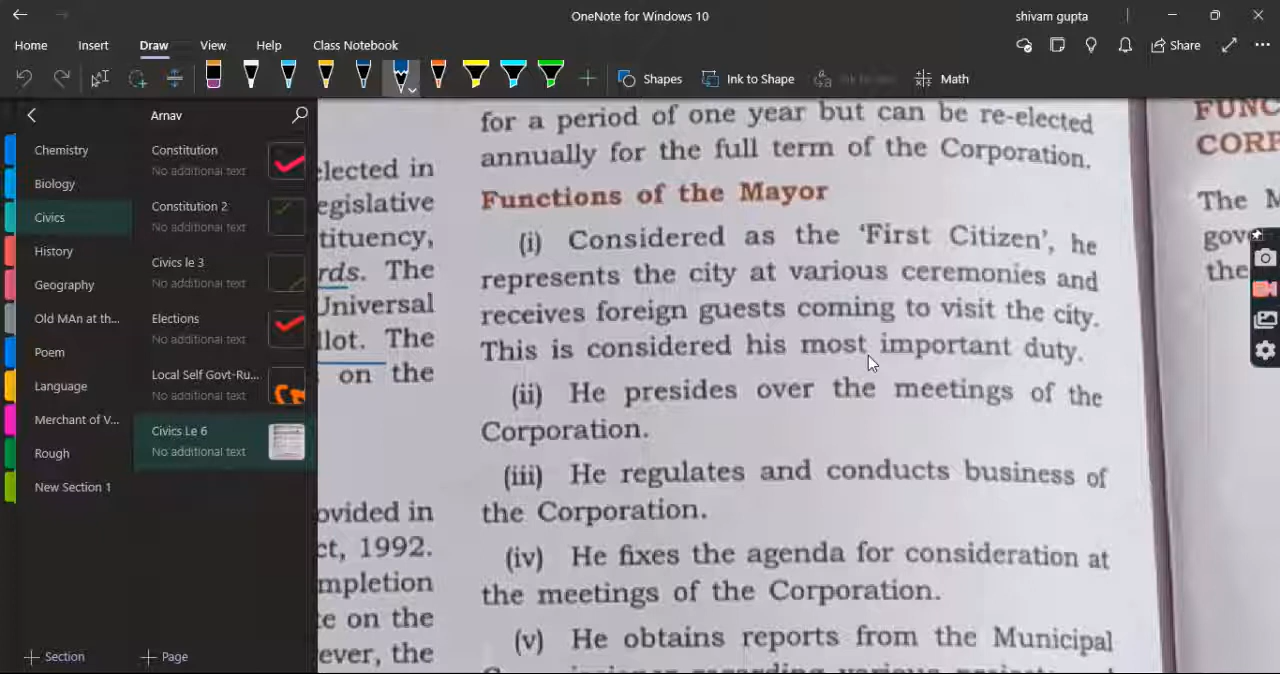 OneNote for Windows 10
shivam gupta
Home Insert Draw View Help Class Notebook
Share
Shapes Ink to Shape Math
Arnav
Chemistry
Biology
Civics
History
Geography
Old MAn at th...
Poem
Language
Merchant of V...
Rough
New Section 1
Constitution
No additional text
Constitution 2
No additional text
Civics le 3
No additional text
Elections
No additional text
Local Self Govt-Ru...
No additional text
Civics Le 6
No additional text
Section Page
elected in
egislative
tituency,
rds. The
Universal
llot. The
on the
ovided in
ct, 1992.
mpletion
te on the
ever, the
for a period of one year but can be re-elected
annually for the full term of the Corporation.
Functions of the Mayor
(i) Considered as the ‘First Citizen’, he
represents the city at various ceremonies and
receives foreign guests coming to visit the city.
This is considered his most important duty.
(ii) He presides over the meetings of the
Corporation.
(iii) He regulates and conducts business of
the Corporation.
(iv) He fixes the agenda for consideration at
the meetings of the Corporation.
(v) He obtains reports from the Municipal
FUNC
CORP
The M
gove
the